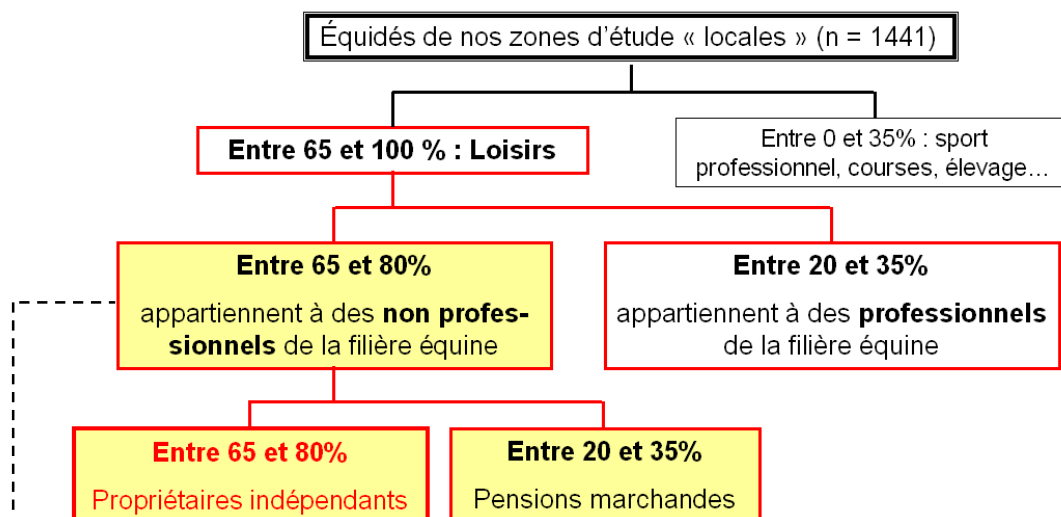 Équidés de nos zones d’étude « locales » (n = 1441)
Entre 65 et 100 % : Loisirs
Entre 0 et 35% : sport
professionnel, courses, élevage…
Entre 65 et 80%
appartiennent à des non profes-
sionnels de la filière équine
Entre 20 et 35%
appartiennent à des professionnels
de la filière équine
Entre 65 et 80%
Propriétaires indépendants
Entre 20 et 35%
Pensions marchandes